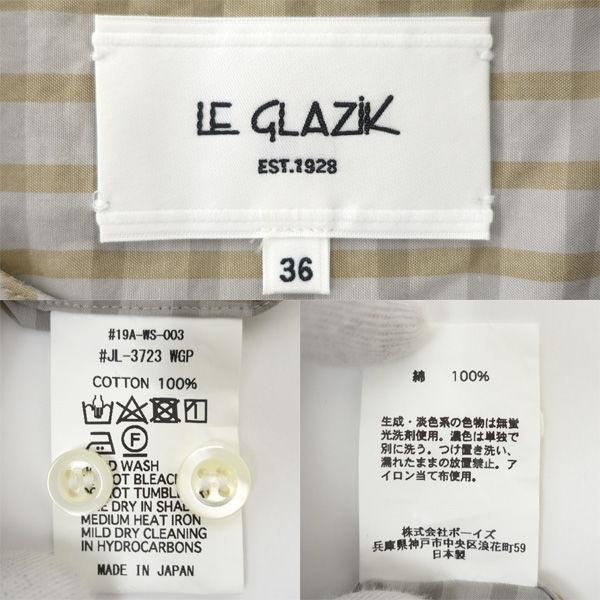 LE GLAZIK
EST.1928
36
#19A-WS-003
#JL-3723 WGP
COTTON 100%
WASH
NOT BLEAC
NOT TUMBL
DRY IN SHAD
MEDIUM HEAT IRON
MILD DRY CLEANING
IN HYDROCARBONS
MADE IN JAPAN
綿 100%
生成・淡色系の色物は無蛍
光洗剤使用。濃色は単独で
別に洗う。つけ置き洗い、
濡れたままの放置禁止。ア
イロン当て布使用。
株式会社ボーイズ
兵庫県神戸市中央区浪花町59
日本製